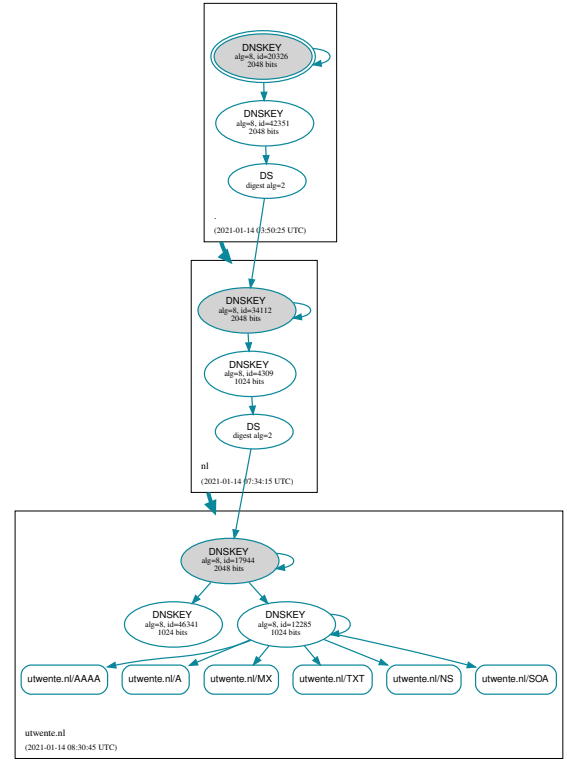 DNSKEY
alg=8, id=20326
2048 bits
DNSKEY
alg=8, id=42351
2048 bits
DS
digest alg=2
.
(2021-01-14 03:50:25 UTC)
DNSKEY
alg=8, id=34112
2048 bits
DNSKEY
alg=8, id=4309
1024 bits
DS
digest alg=2
nl
(2021-01-14 07:34:15 UTC)
DNSKEY
alg=8, id=17944
2048 bits
DNSKEY
alg=8, id=46341
1024 bits
DNSKEY
alg=8, id=12285
1024 bits
utwente.nl/AAAA
utwente.nl/A
utwente.nl/MX
utwente.nl/TXT
utwente.nl/NS
utwente.nl/SOA
utwente.nl
(2021-01-14 08:30:45 UTC)